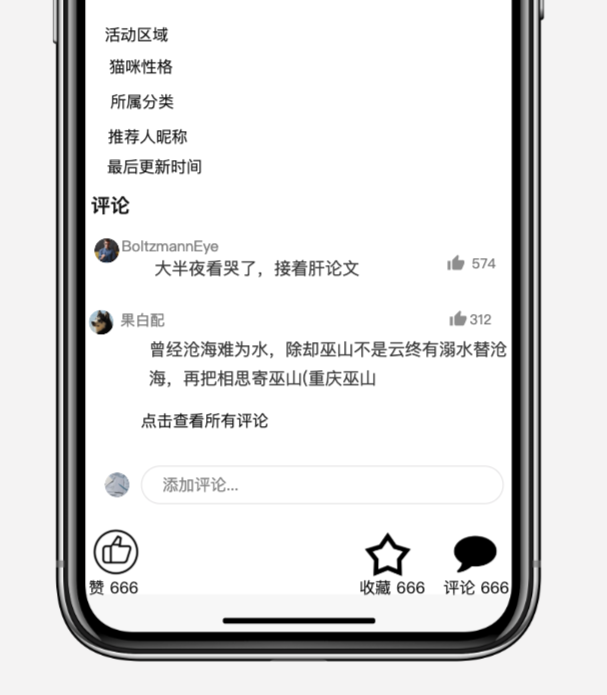 活动区域
猫咪性格
所属分类
推荐人昵称
最后更新时间
评论
BoltzmannEye
大半夜看哭了，接着肝论文
574
果白配
312
曾经沧海难为水，除却巫山不是云终有溺水替沧
海，再把相思寄巫山(重庆巫山
点击查看所有评论
添加评论...
赞 666
收藏 666
评论 666